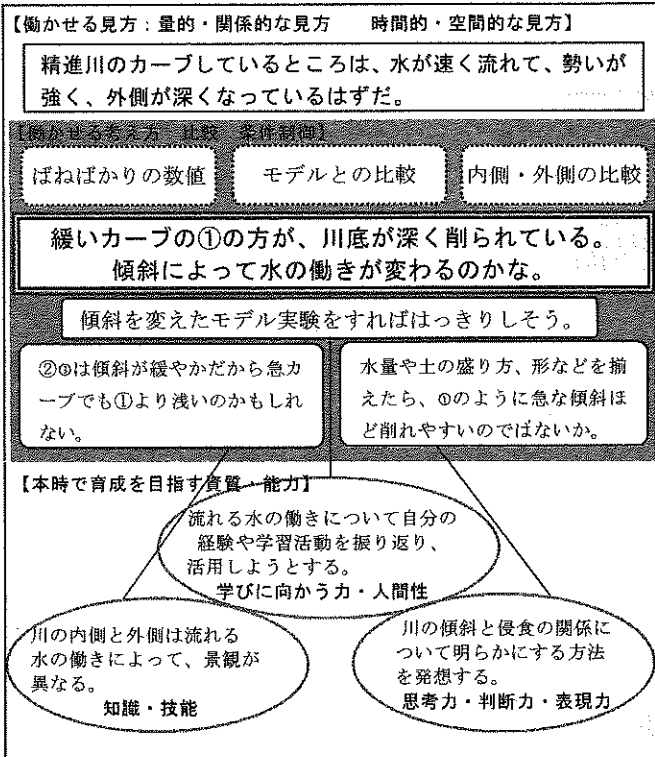 【働かせる見方：量的・関係的な見方　　時間的・空間的な見方】
精進川のカーブしているところは、水が速く流れて、勢いが
強く、外側が深くなっているはずだ。
【働かせる考え方　比較　条件制御】
ばねばかりの数値
モデルとの比較
内側・外側の比較
緩いカーブの①の方が、川底が深く削られている。
傾斜によって水の働きが変わるのかな。
傾斜を変えたモデル実験をすればはっきりしそう。
②③は傾斜が緩やかだから急カ
ーブでも①より浅いのかもしれ
ない。
水量や土の盛り方、形などを揃
えたら、①のように急な傾斜ほ
ど削れやすいのではないか。
【本時で育成を目指す資質・能力】
流れる水の働きについて自分の
経験や学習活動を振り返り、
活用しようとする。
学びに向かう力・人間性
川の内側と外側は流れる
水の働きによって、景観が
異なる。
知識・技能
川の傾斜と侵食の関係に
ついて明らかにする方法
を発想する。
思考力・判断力・表現力